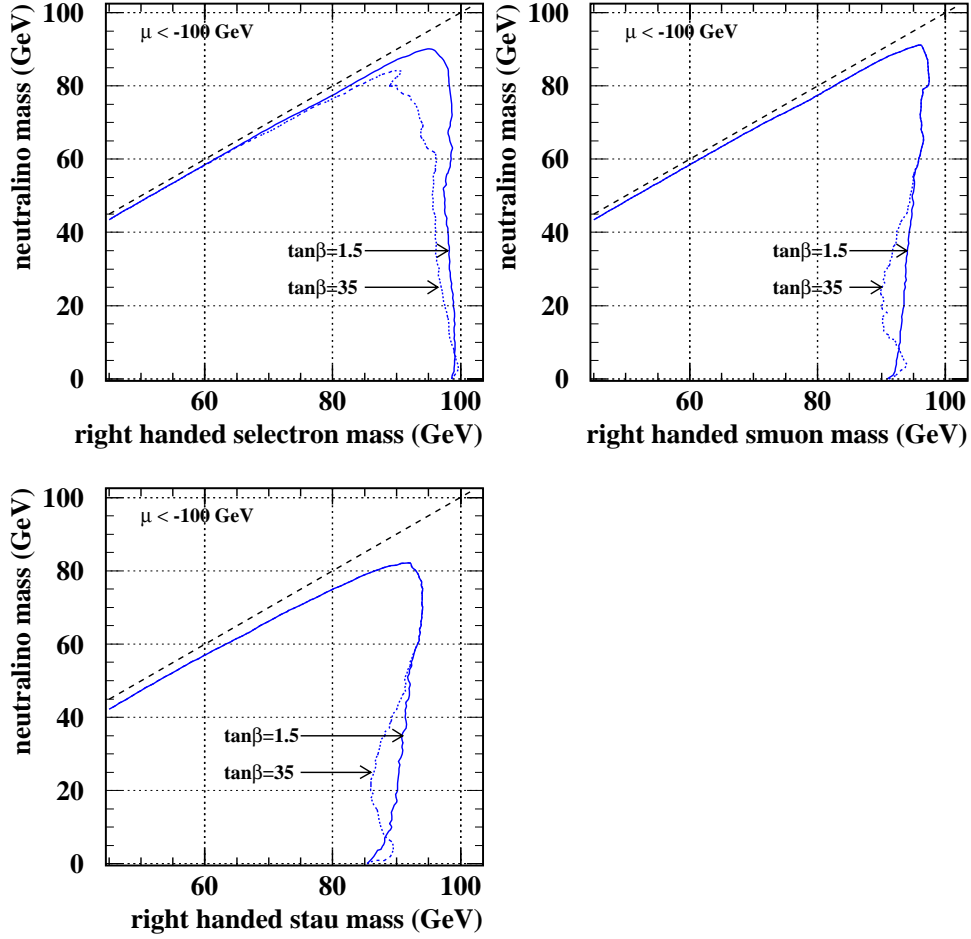 neutralino mass (GeV)
100
80
60
40
20
0
μ < -100 GeV
tanβ=1.5
tanβ=35
60
80
100
right handed selectron mass (GeV)
neutralino mass (GeV)
100
80
60
40
20
0
μ < -100 GeV
tanβ=1.5
tanβ=35
60
80
100
right handed smuon mass (GeV)
neutralino mass (GeV)
100
80
60
40
20
0
μ < -100 GeV
tanβ=1.5
tanβ=35
60
80
100
right handed stau mass (GeV)